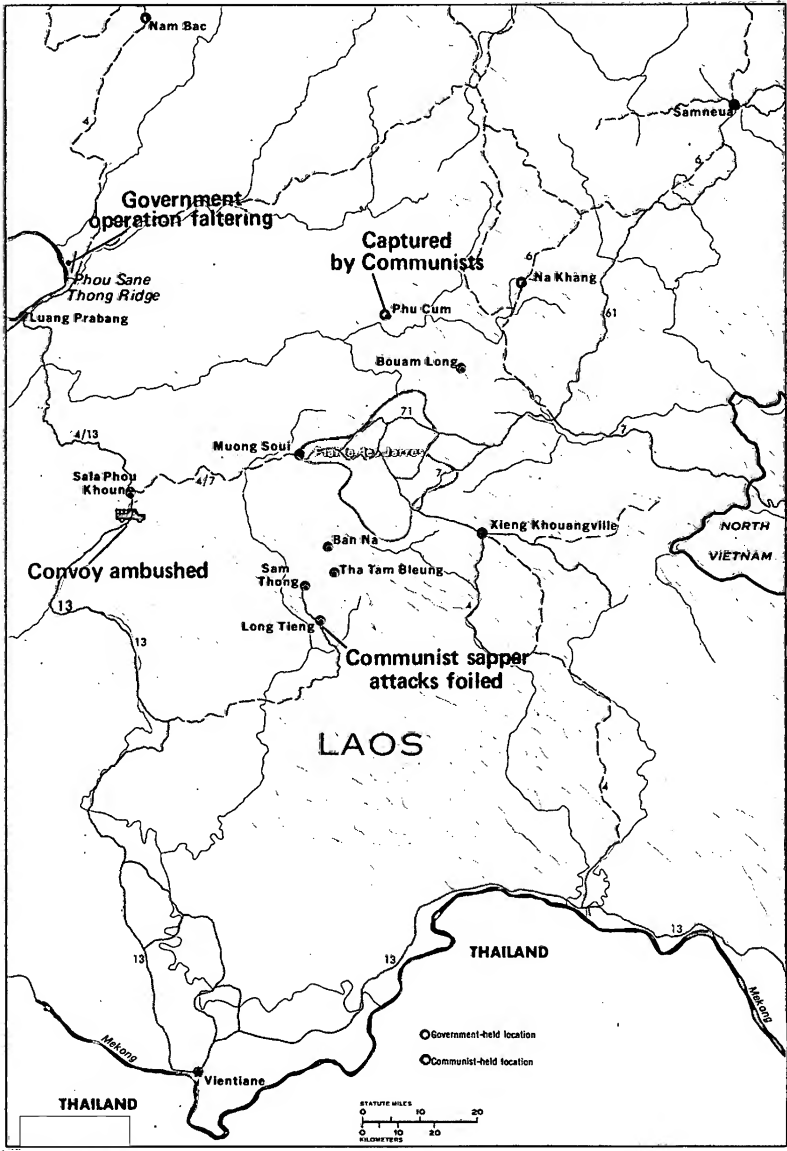 Nam Bac
4
Samneua
6
Government
operation faltering
Captured
by Communists
6
Na Khang
Phou Sane
Thong Ridge
Luang Prabang
Phu Cum
61
Bouam Long
71
4/13
Muong Soui
Plaine des Jarres
7
7
Sala Phou
Khoun
4/7
Xieng Khouangville
NORTH
VIETNAM
Ban Na
Convoy ambushed
Sam
Thong
Tha Tam Bleung
13
4
Long Tieng
13
Communist sapper
attacks foiled
LAOS
4
13
THAILAND
13
13
Mekong
Mekong
Government-held location
Communist-held location
Vientiane
THAILAND
STATUTE MILES
0 10 20
0 10 20
KILOMETERS